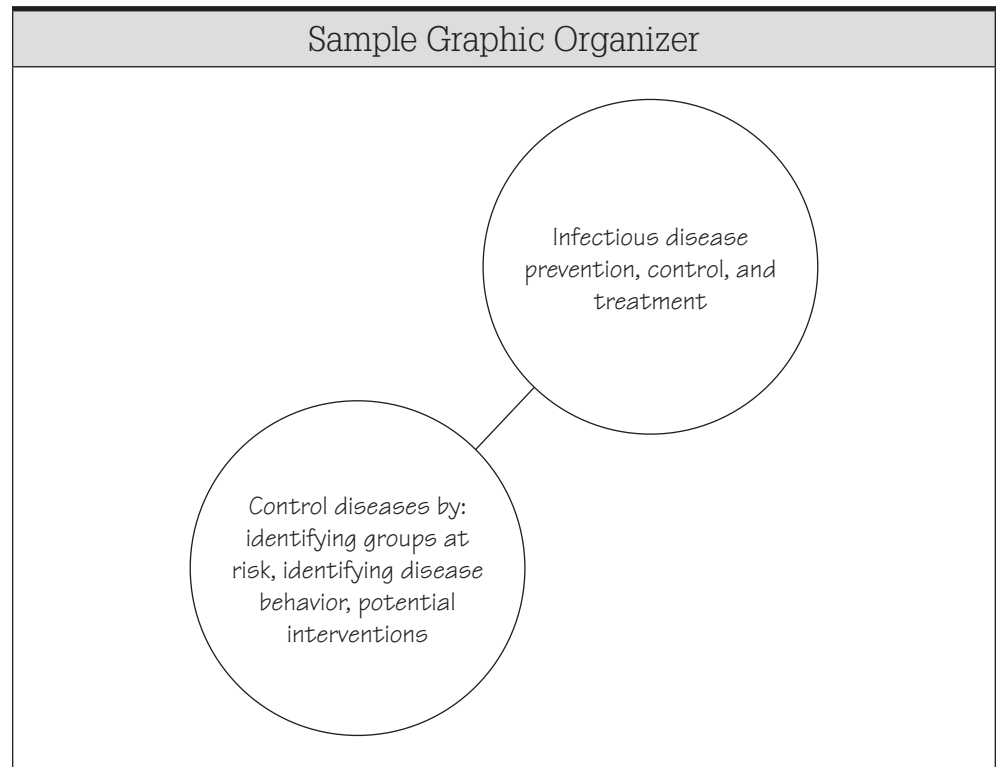 Sample Graphic Organizer
Infectious disease
prevention, control, and
treatment
Control diseases by:
identifying groups at
risk, identifying disease
behavior, potential
interventions